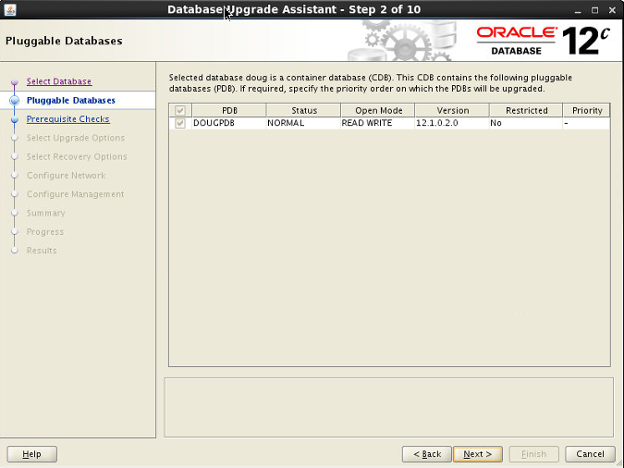 Database Upgrade Assistant - Step 2 of 10
Pluggable Databases
ORACLE
DATABASE
12c
Select Database
Pluggable Databases
Prerequisite Checks
Select Upgrade Options
Select Recovery Options
Configure Network
Configure Management
Summary
Progress
Results
Selected database doug is a container database (CDB). This CDB contains the following pluggable
databases (PDB). If required, specify the priority order on which the PDBs will be upgraded.
PDB Status Open Mode Version Restricted Priority
DOUGPDB NORMAL READ WRITE 12.1.0.2.0 No -
Help
< Back Next > Finish Cancel